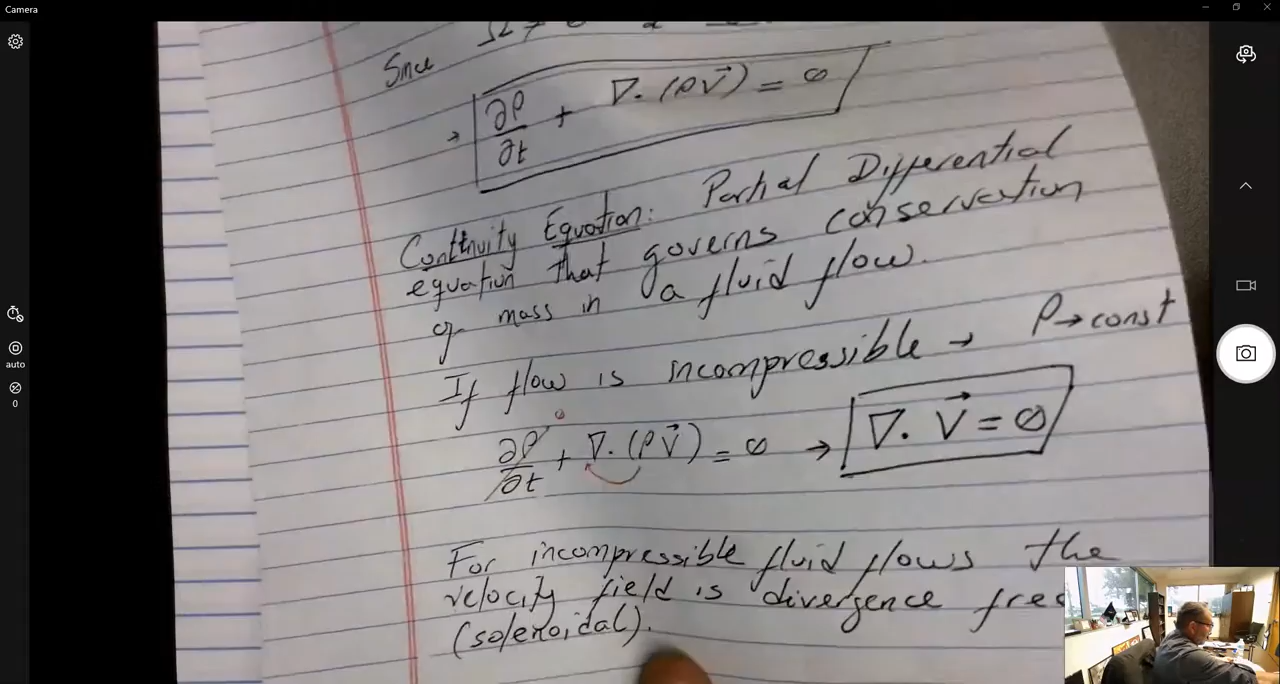 Camera
Since Ω ≠ 0
→ ∂ρ/∂t + ∇. (ρV⃗) = 0
Continuity Equation: Partial Differential
equation that governs conservation
of mass in a fluid flow.
If flow is incompressible → ρ → const
∂ρ/∂t + ∇. (ρV⃗) = 0 → ∇. V⃗ = 0
0
For incompressible fluid flows the
velocity field is divergence free
(solenoidal).
auto
0